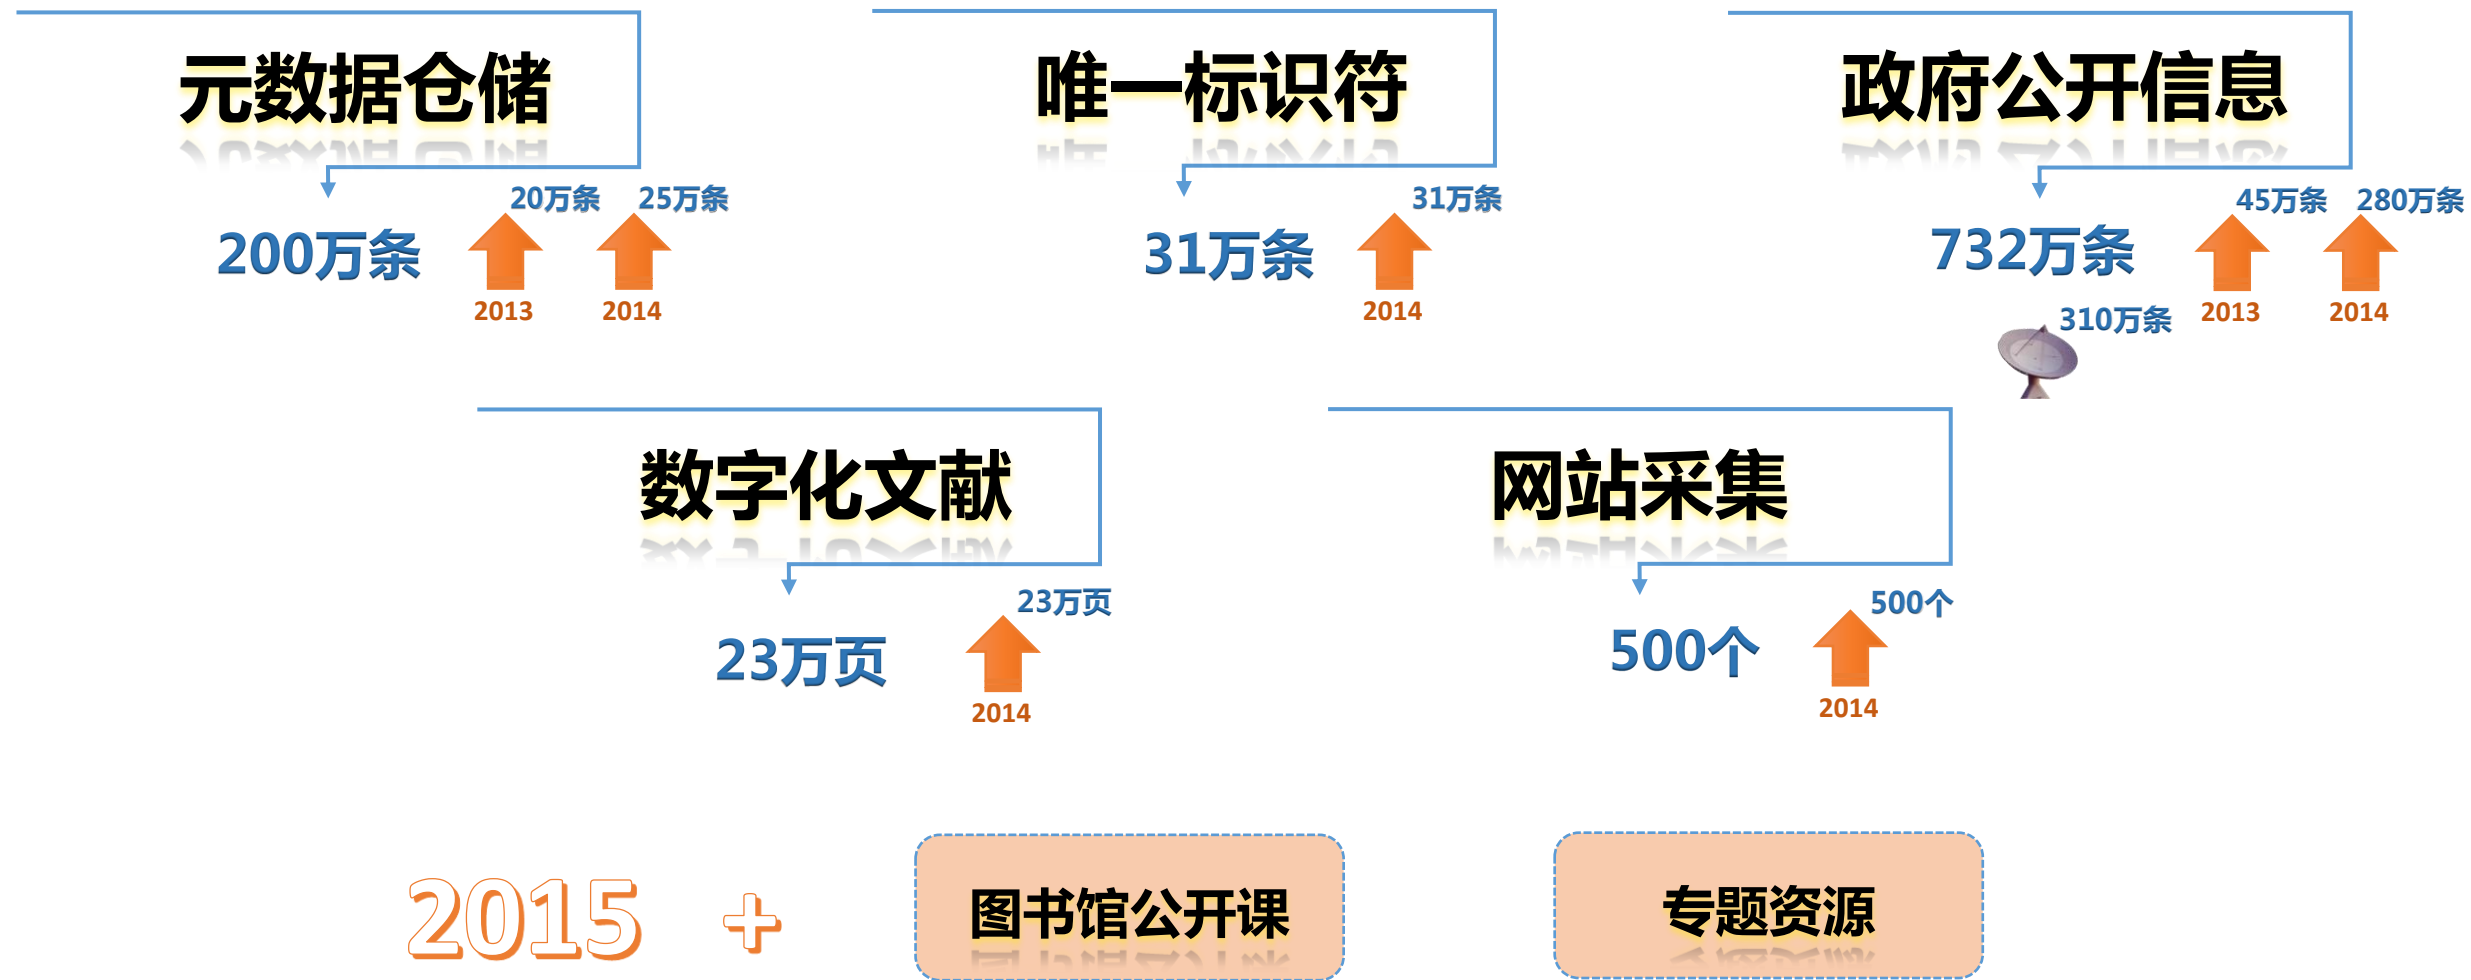 元数据仓储
200万条
20万条
2013
25万条
2014
唯一标识符
31万条
31万条
2014
政府公开信息
732万条
45万条
2013
280万条
2014
310万条
数字化文献
23万页
23万页
2014
网站采集
500个
500个
2014
2015 +
图书馆公开课
专题资源